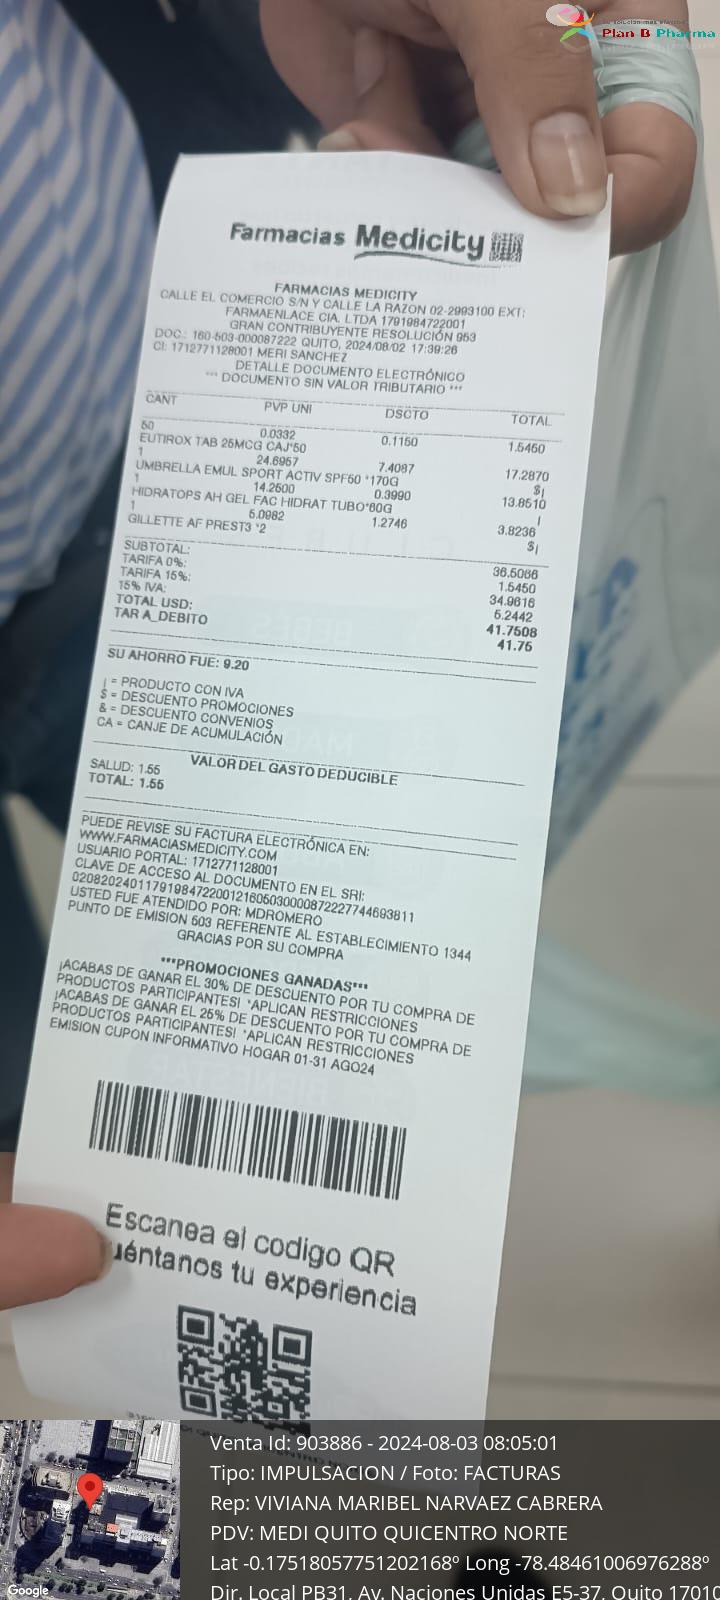 Plan B Pharma
Farmacias Medicity
FARMACIAS MEDICITY
CALLE EL COMERCIO S/N Y CALLE LA RAZON 02-2993100 EXT:
FARMAENLACE CIA. LTDA 1791984722001
GRAN CONTRIBUYENTE RESOLUCIÓN 953
DOC.: 160-503-000087222 QUITO, 2024/08/02 17:39:26
CI: 1712771128001 MERI SANCHEZ
DETALLE DOCUMENTO ELECTRÓNICO
*** DOCUMENTO SIN VALOR TRIBUTARIO ***
CANT PVP UNI DSCTO TOTAL
50 0.0332 0.1150 1.5450
EUTIROX TAB 25MCG CAJ*50
1 24.6957 7.4087 17.2870
UMBRELLA EMUL SPORT ACTIV SPF50 *170G $¡
1 14.2500 0.3990 13.8510
HIDRATOPS AH GEL FAC HIDRAT TUBO*60G ¡
1 5.0982 1.2746 3.8236
GILLETTE AF PREST3 *2 $¡
SUBTOTAL: 36.5066
TARIFA 0%: 1.5450
TARIFA 15%: 34.9616
15% IVA: 5.2442
TOTAL USD: 41.7508
TAR A_DEBITO 41.75
SU AHORRO FUE: 9.20
¡ = PRODUCTO CON IVA
$ = DESCUENTO PROMOCIONES
& = DESCUENTO CONVENIOS
CA = CANJE DE ACUMULACIÓN
VALOR DEL GASTO DEDUCIBLE
SALUD: 1.55
TOTAL: 1.55
PUEDE REVISE SU FACTURA ELECTRÓNICA EN:
WWW.FARMACIASMEDICITY.COM
USUARIO PORTAL: 1712771128001
CLAVE DE ACCESO AL DOCUMENTO EN EL SRI:
0208202401179198472200121605030000872227744693811
USTED FUE ATENDIDO POR: MDROMERO
PUNTO DE EMISION 503 REFERENTE AL ESTABLECIMIENTO 1344
GRACIAS POR SU COMPRA
***PROMOCIONES GANADAS***
¡ACABAS DE GANAR EL 30% DE DESCUENTO POR TU COMPRA DE
PRODUCTOS PARTICIPANTES! *APLICAN RESTRICCIONES
¡ACABAS DE GANAR EL 25% DE DESCUENTO POR TU COMPRA DE
PRODUCTOS PARTICIPANTES! *APLICAN RESTRICCIONES
EMISION CUPON INFORMATIVO HOGAR 01-31 AGO24
Escanea el codigo QR
uéntanos tu experiencia
Venta Id: 903886 - 2024-08-03 08:05:01
Tipo: IMPULSACION / Foto: FACTURAS
Rep: VIVIANA MARIBEL NARVAEZ CABRERA
PDV: MEDI QUITO QUICENTRO NORTE
Lat -0.17518057751202168º Long -78.48461006976288º
Dir. Local PB31, Av. Naciones Unidas E5-37, Quito 17010
Google